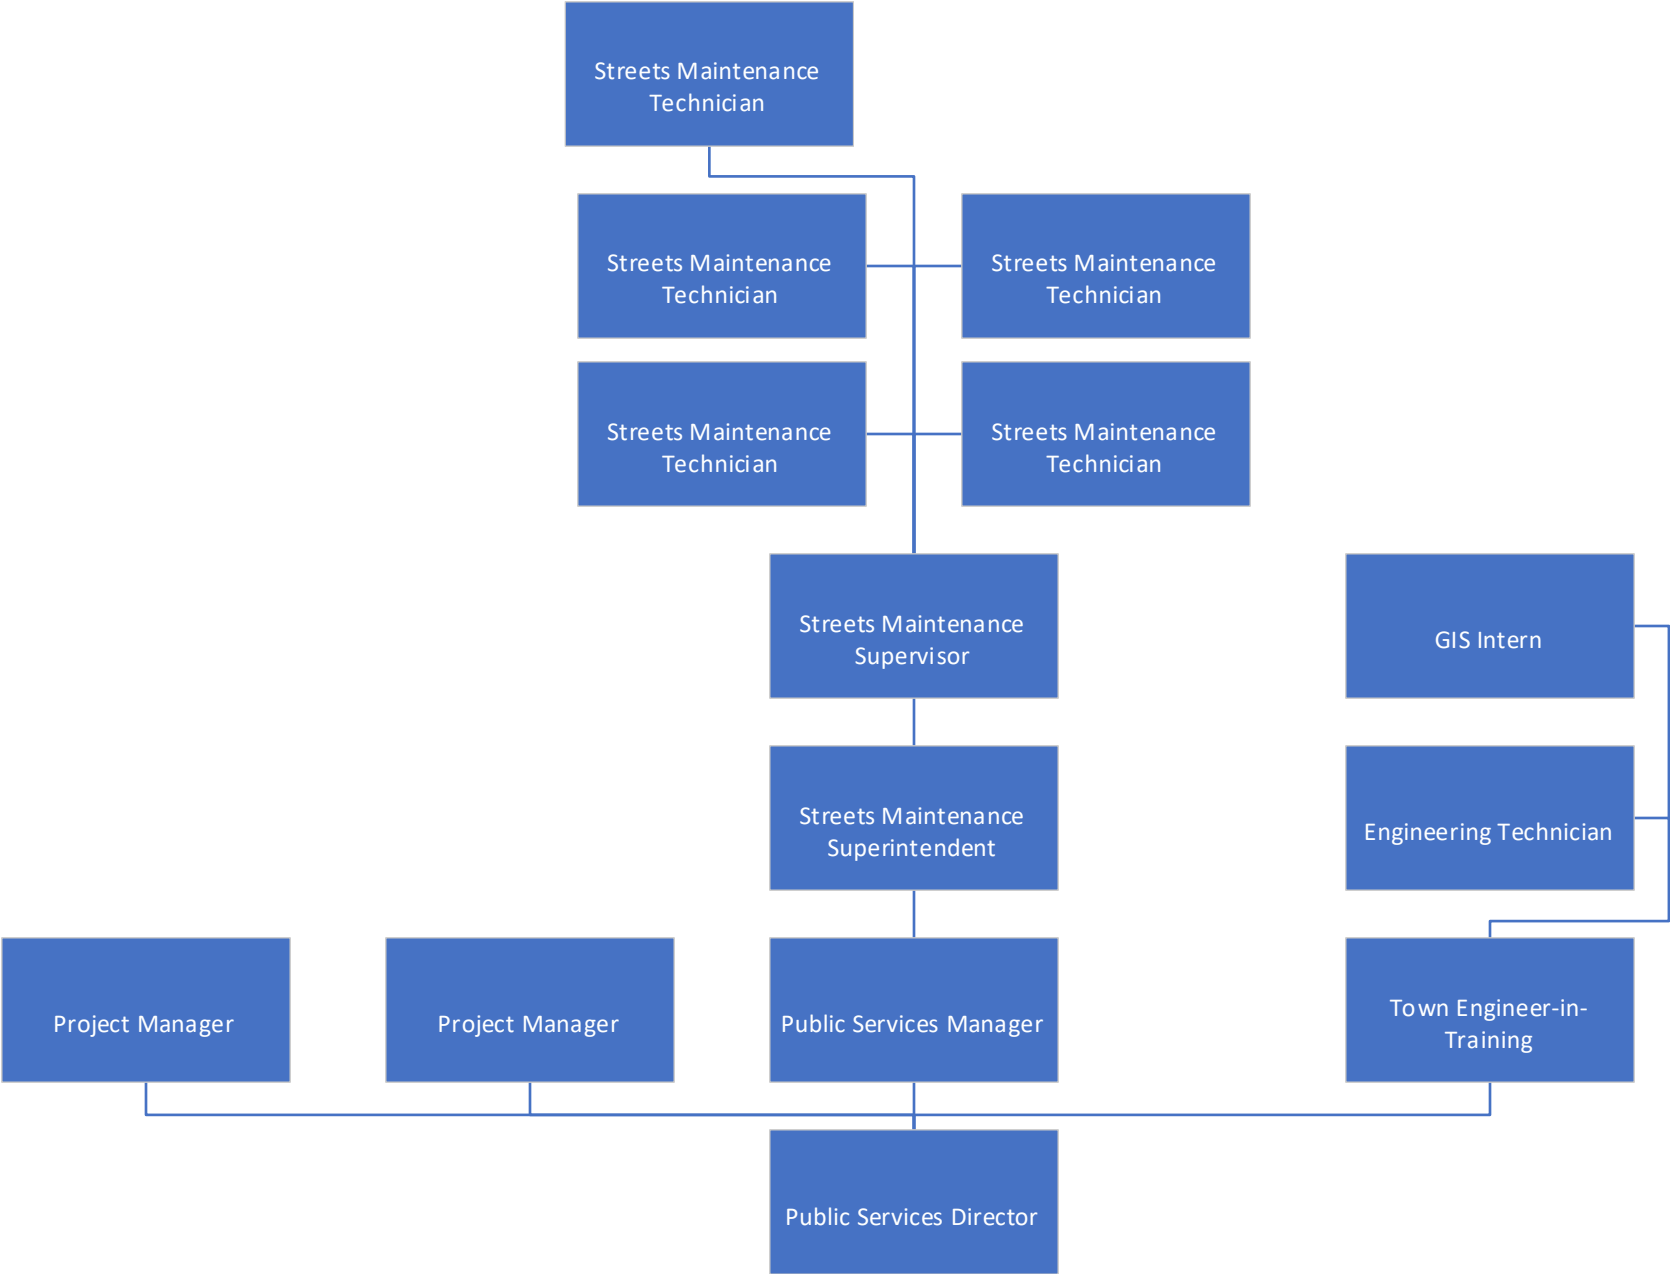 Streets Maintenance
Technician
Streets Maintenance
Technician
Streets Maintenance
Technician
Streets Maintenance
Technician
Streets Maintenance
Technician
Streets Maintenance
Supervisor
GIS Intern
Streets Maintenance
Superintendent
Engineering Technician
Project Manager
Project Manager
Public Services Manager
Town Engineer-in-
Training
Public Services Director